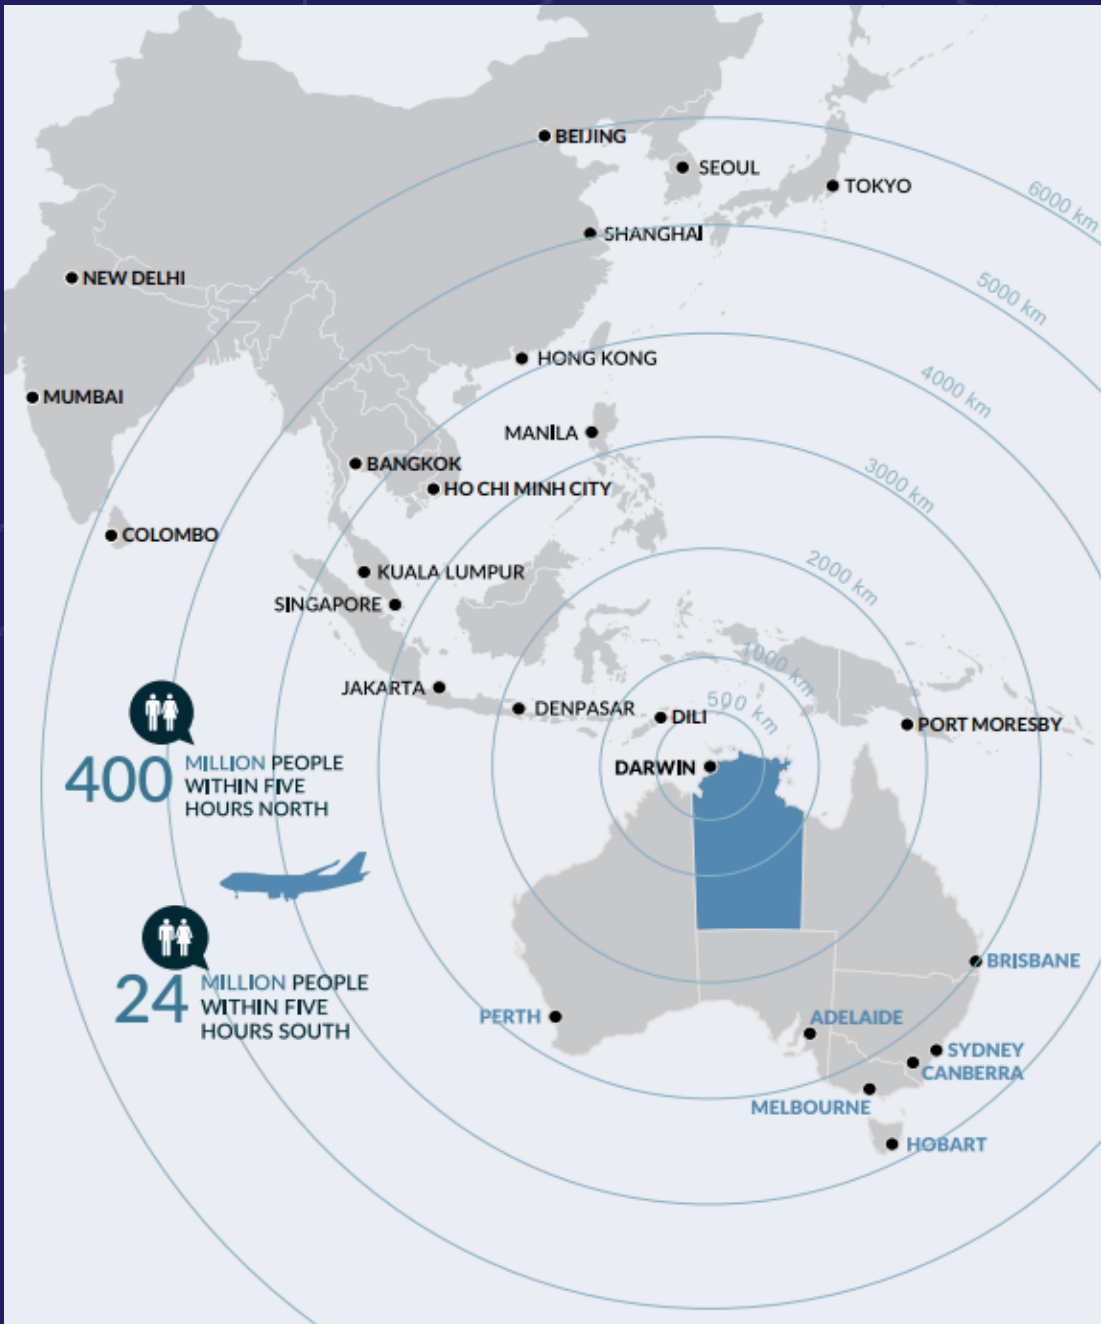 BEIJING
SEOUL
TOKYO
6000 km
SHANGHAI
NEW DELHI
5000 km
HONG KONG
4000 km
MUMBAI
MANILA
BANGKOK
3000 km
HO CHI MINH CITY
COLOMBO
2000 km
KUALA LUMPUR
SINGAPORE
1000 km
JAKARTA
DENPASAR
500 km
DILI
PORT MORESBY
DARWIN
400
MILLION PEOPLE
WITHIN FIVE
HOURS NORTH
24
MILLION PEOPLE
WITHIN FIVE
HOURS SOUTH
BRISBANE
PERTH
ADELAIDE
SYDNEY
CANBERRA
MELBOURNE
HOBART